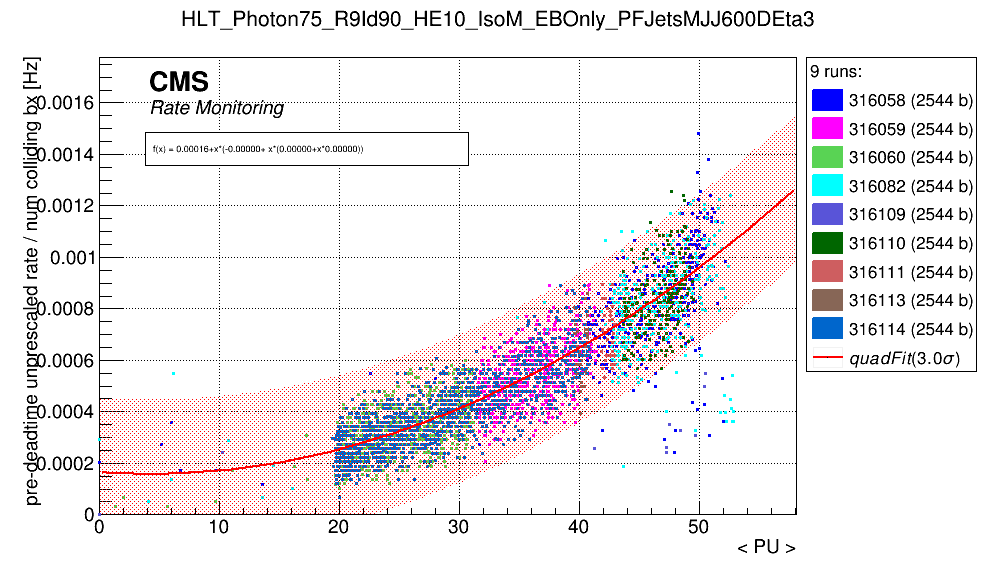 HLT_Photon75_R9Id90_HE10_IsoM_EBOnly_PFJetsMJJ600DEta3
pre-deadtime unprescaled rate / num colliding bx [Hz]
CMS
Rate Monitoring
f(x) = 0.00016+x*(-0.00000+ x*(0.00000+x*0.00000))
0.0016
0.0014
0.0012
0.001
0.0008
0.0006
0.0004
0.0002
0
0 10 20 30 40 50
< PU >
9 runs:
316058 (2544 b)
316059 (2544 b)
316060 (2544 b)
316082 (2544 b)
316109 (2544 b)
316110 (2544 b)
316111 (2544 b)
316113 (2544 b)
316114 (2544 b)
quadFit(3.0σ)